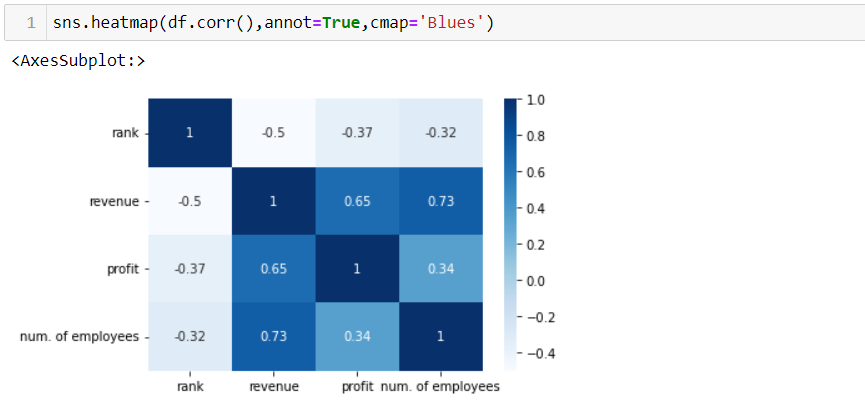 1 sns.heatmap(df.corr(),annot=True,cmap='Blues')
<AxesSubplot:>
1.0
rank 1 -0.5 -0.37 -0.32
0.8
0.6
revenue -0.5 1 0.65 0.73
0.4
0.2
profit -0.37 0.65 1 0.34
0.0
−0.2
num. of employees -0.32 0.73 0.34 1
−0.4
rank revenue profit num. of employees